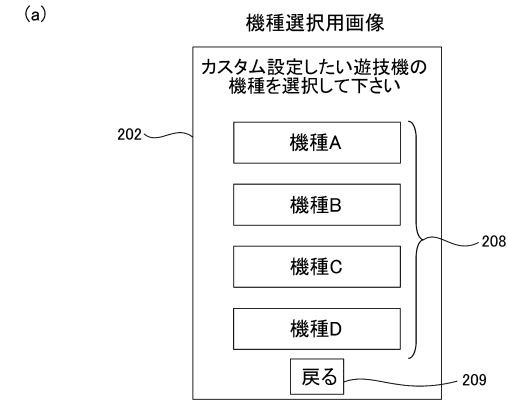 (a)
機種選択用画像
カスタム設定したい遊技機の
機種を選択して下さい
202
機種A
機種B
208
機種C
機種D
戻る
209